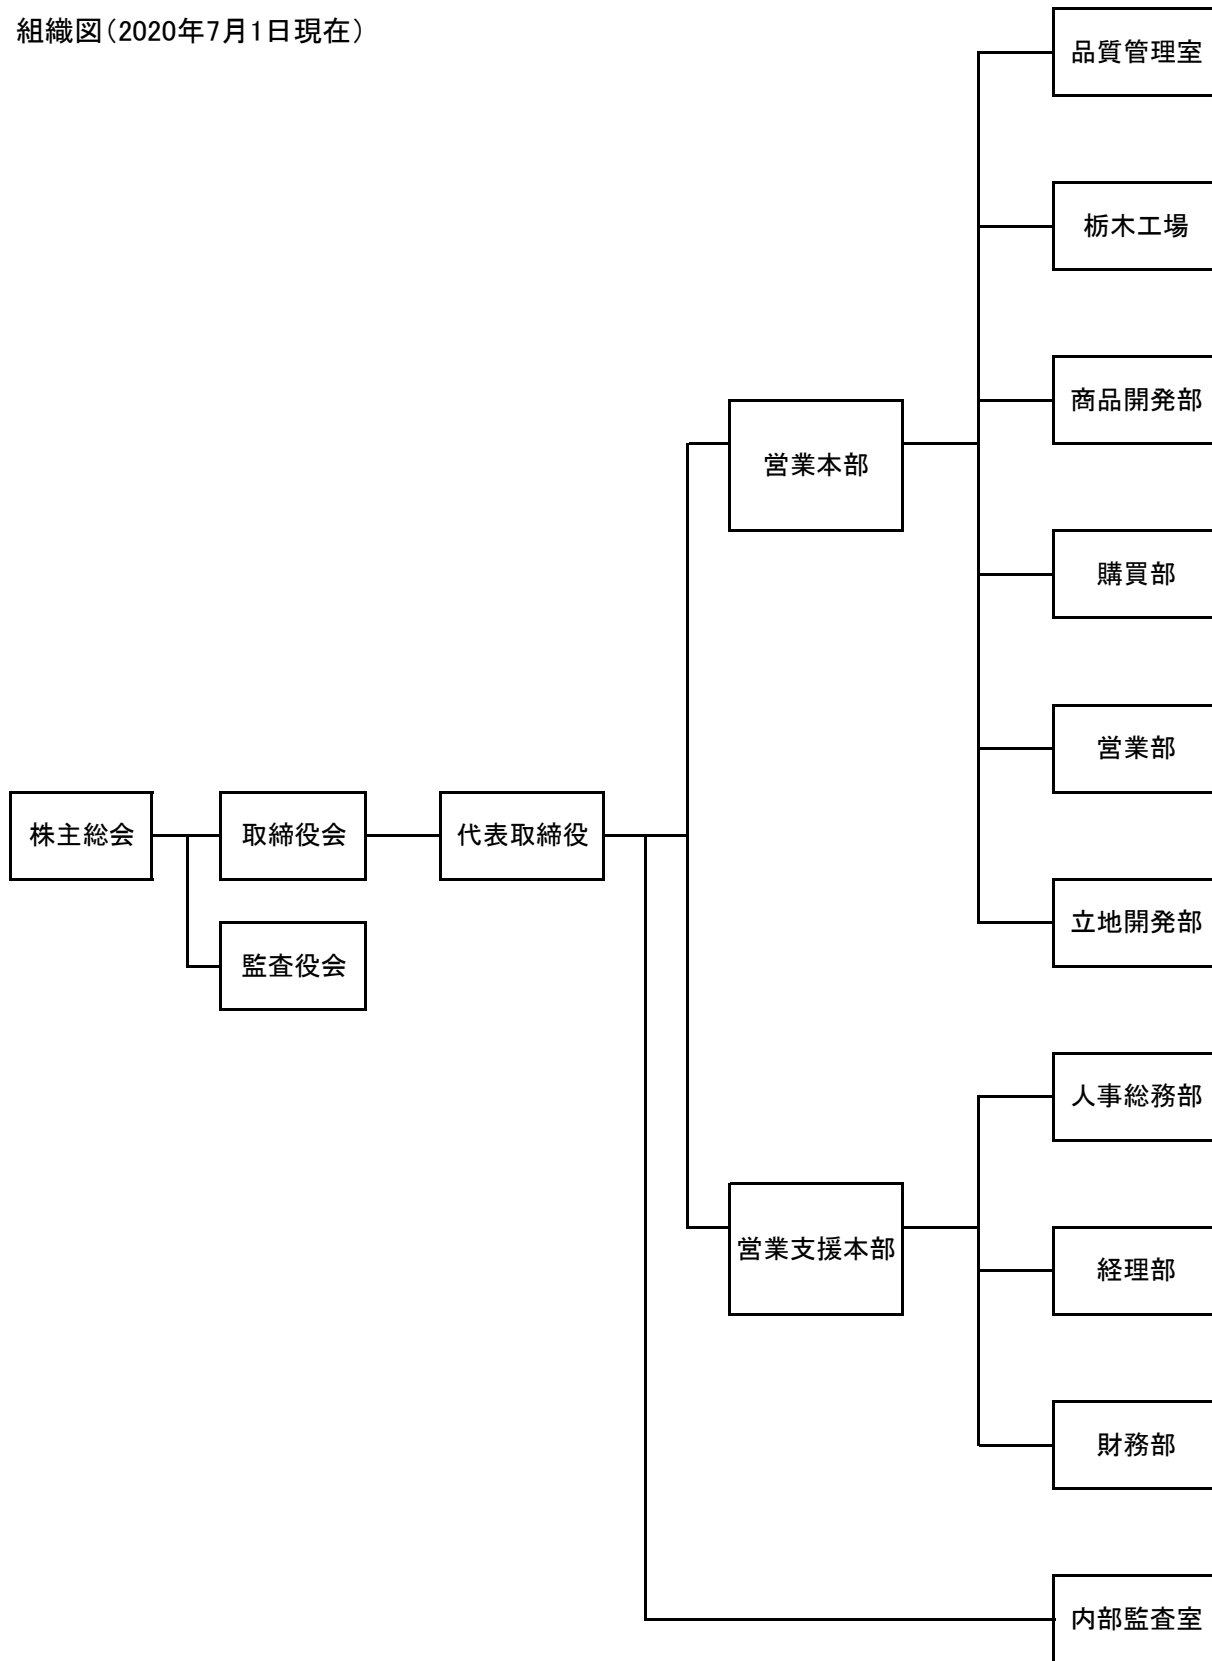 組織図(2020年7月1日現在)
品質管理室
栃木工場
商品開発部
営業本部
購買部
営業部
株主総会
取締役会
代表取締役
立地開発部
監査役会
人事総務部
営業支援本部
経理部
財務部
内部監査室